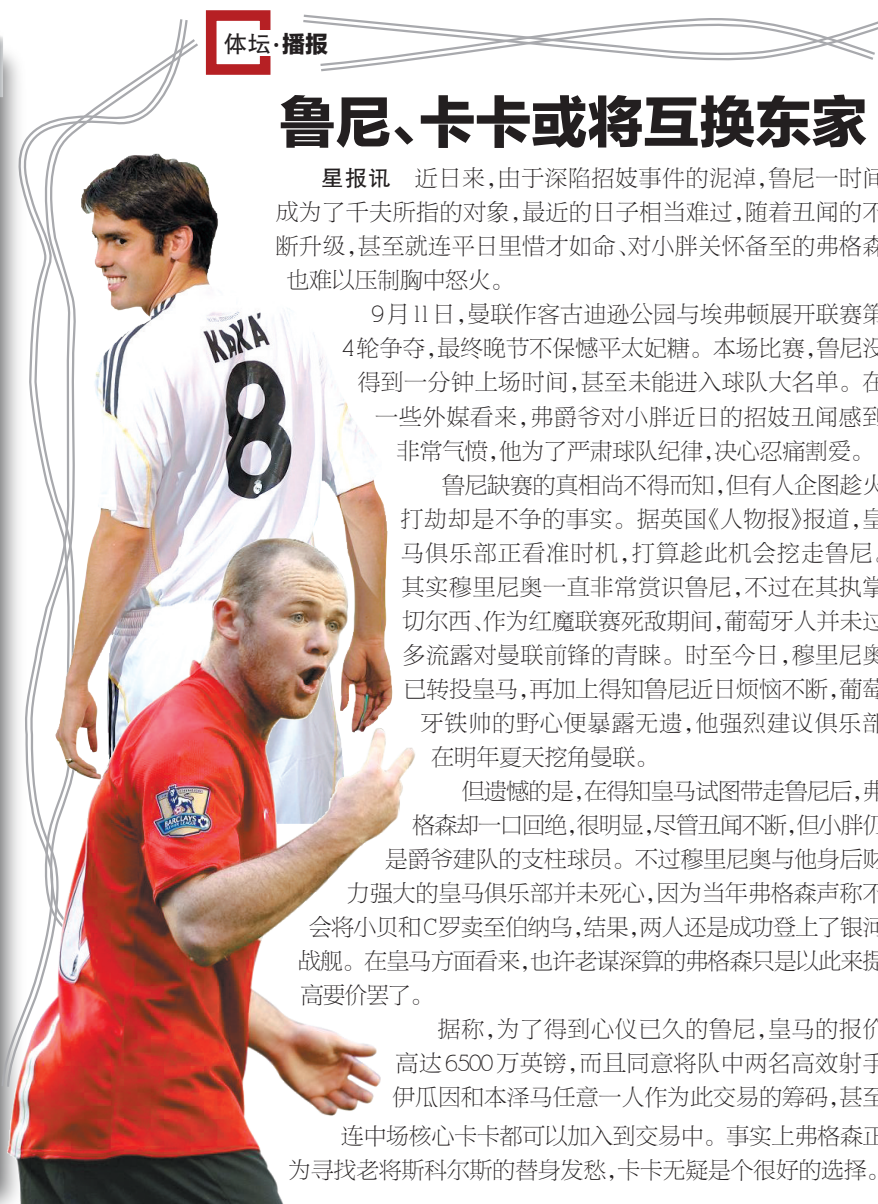 体坛·播报
鲁尼、卡卡或将互换东家
星报讯 近日来,由于深陷招妓事件的泥淖,鲁尼一时间
成为了千夫所指的对象,最近的日子相当难过,随着丑闻的不
断升级,甚至就连平日里惜才如命、对小胖关怀备至的弗格森
也难以压制胸中怒火。
9月11日,曼联作客古迪逊公园与埃弗顿展开联赛第
4轮争夺,最终晚节不保憾平太妃糖。本场比赛,鲁尼没
得到一分钟上场时间,甚至未能进入球队大名单。在
一些外媒看来,弗爵爷对小胖近日的招妓丑闻感到
非常气愤,他为了严肃球队纪律,决心忍痛割爱。
鲁尼缺赛的真相尚不得而知,但有人企图趁火
打劫却是不争的事实。据英国《人物报》报道,皇
马俱乐部正看准时机,打算趁此机会挖走鲁尼。
其实穆里尼奥一直非常赏识鲁尼,不过在其执掌
切尔西、作为红魔联赛死敌期间,葡萄牙人并未过
多流露对曼联前锋的青睐。时至今日,穆里尼奥
已转投皇马,再加上得知鲁尼近日烦恼不断,葡萄
牙铁帅的野心便暴露无遗,他强烈建议俱乐部
在明年夏天挖角曼联。
但遗憾的是,在得知皇马试图带走鲁尼后,弗
格森却一口回绝,很明显,尽管丑闻不断,但小胖仍
是爵爷建队的支柱球员。不过穆里尼奥与他身后财
力强大的皇马俱乐部并未死心,因为当年弗格森声称不
会将小贝和C罗卖至伯纳乌,结果,两人还是成功登上了银河
战舰。在皇马方面看来,也许老谋深算的弗格森只是以此来提
高要价罢了。
据称,为了得到心仪已久的鲁尼,皇马的报价
高达6500万英镑,而且同意将队中两名高效射手
伊瓜因和本泽马任意一人作为此交易的筹码,甚至
连中场核心卡卡都可以加入到交易中。事实上弗格森正
为寻找老将斯科尔斯的替身发愁,卡卡无疑是个很好的选择。
KAKÁ
8
BARCLAYS